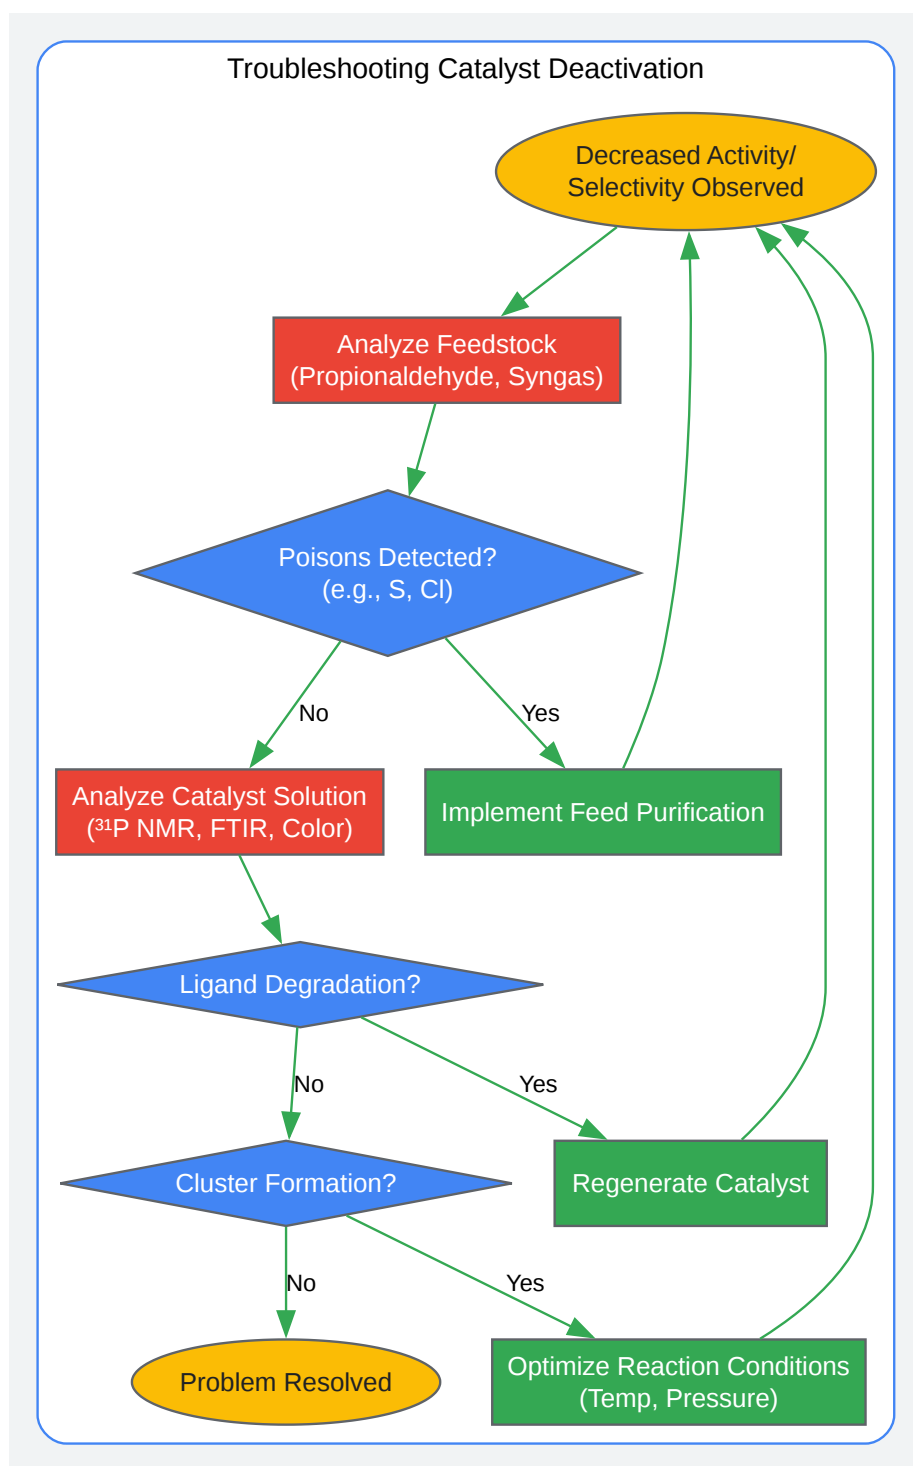 Troubleshooting Catalyst Deactivation
Decreased Activity/
Selectivity Observed
Analyze Feedstock
(Propionaldehyde, Syngas)
Poisons Detected?
(e.g., S, Cl)
No
Yes
Analyze Catalyst Solution
(³¹P NMR, FTIR, Color)
Implement Feed Purification
Ligand Degradation?
No
Yes
Cluster Formation?
Regenerate Catalyst
No
Yes
Problem Resolved
Optimize Reaction Conditions
(Temp, Pressure)